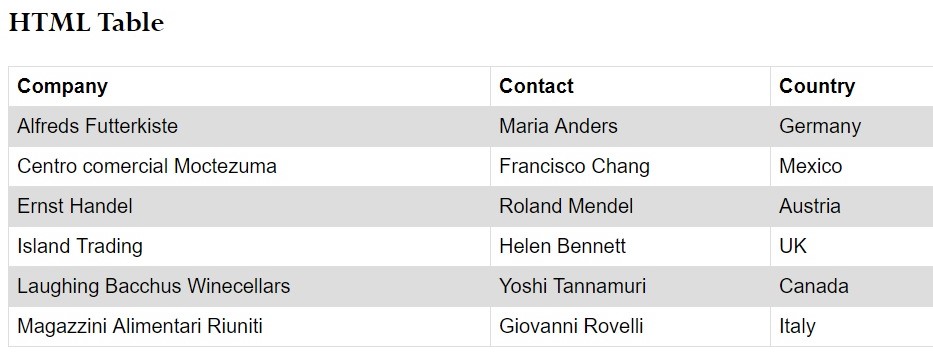 HTML Table
Company Contact Country
Alfreds Futterkiste Maria Anders Germany
Centro comercial Moctezuma Francisco Chang Mexico
Ernst Handel Roland Mendel Austria
Island Trading Helen Bennett UK
Laughing Bacchus Winecellars Yoshi Tannamuri Canada
Magazzini Alimentari Riuniti Giovanni Rovelli Italy